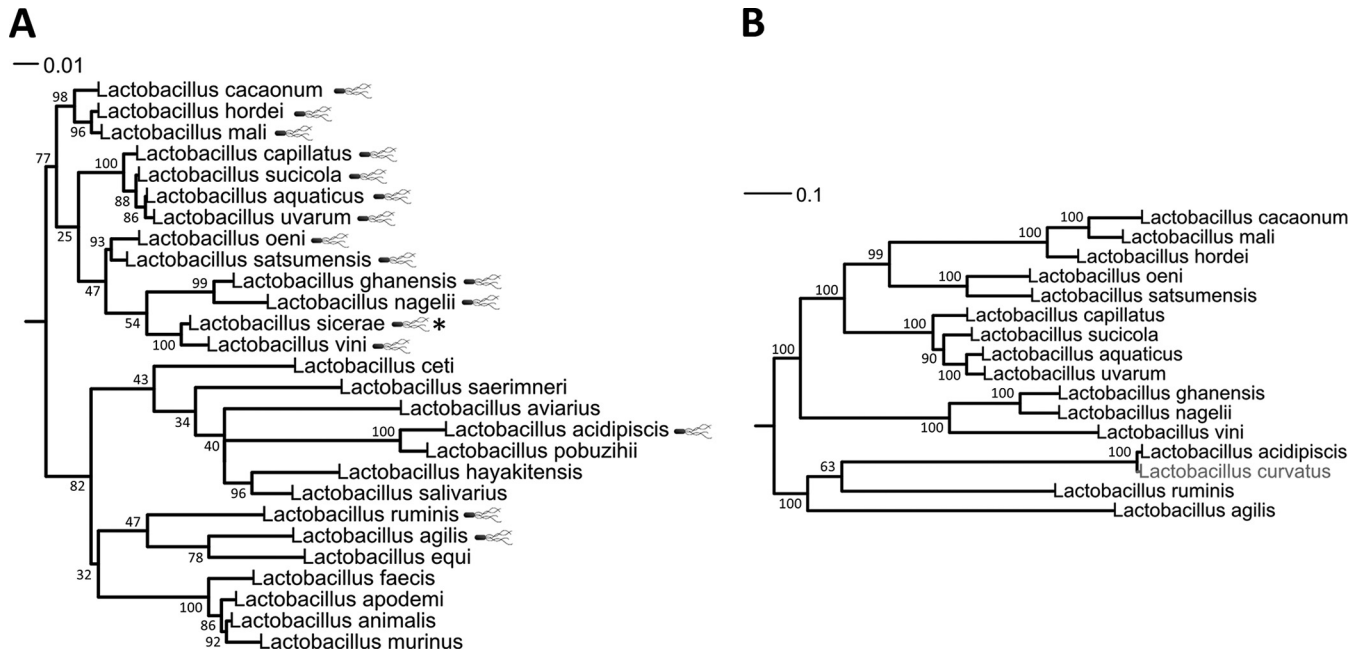 A
0.01
Lactobacillus cacaonum
98
Lactobacillus hordei
96
Lactobacillus mali
77
Lactobacillus capillatus
100
Lactobacillus sucicola
88
Lactobacillus aquaticus
86
Lactobacillus uvarum
25
93
Lactobacillus oeni
Lactobacillus satsumensis
47
99
Lactobacillus ghanensis
Lactobacillus nagelii
54
Lactobacillus sicerae *
100
Lactobacillus vini
Lactobacillus ceti
43
Lactobacillus saerimneri
34
Lactobacillus aviarius
40
100
Lactobacillus acidipiscis
Lactobacillus pobuzihii
Lactobacillus hayakitensis
96
Lactobacillus salivarius
82
47
Lactobacillus ruminis
Lactobacillus agilis
78
Lactobacillus equi
32
Lactobacillus faecis
100
Lactobacillus apodemi
86
Lactobacillus animalis
92
Lactobacillus murinus
B
0.1
100
Lactobacillus cacaonum
100
Lactobacillus mali
Lactobacillus hordei
99
100
Lactobacillus oeni
Lactobacillus satsumensis
100
100
Lactobacillus capillatus
Lactobacillus sucicola
90
Lactobacillus aquaticus
100
Lactobacillus uvarum
100
100
Lactobacillus ghanensis
Lactobacillus nagelii
100
Lactobacillus vini
100
Lactobacillus acidipiscis
63
Lactobacillus curvatus
Lactobacillus ruminis
100
Lactobacillus agilis